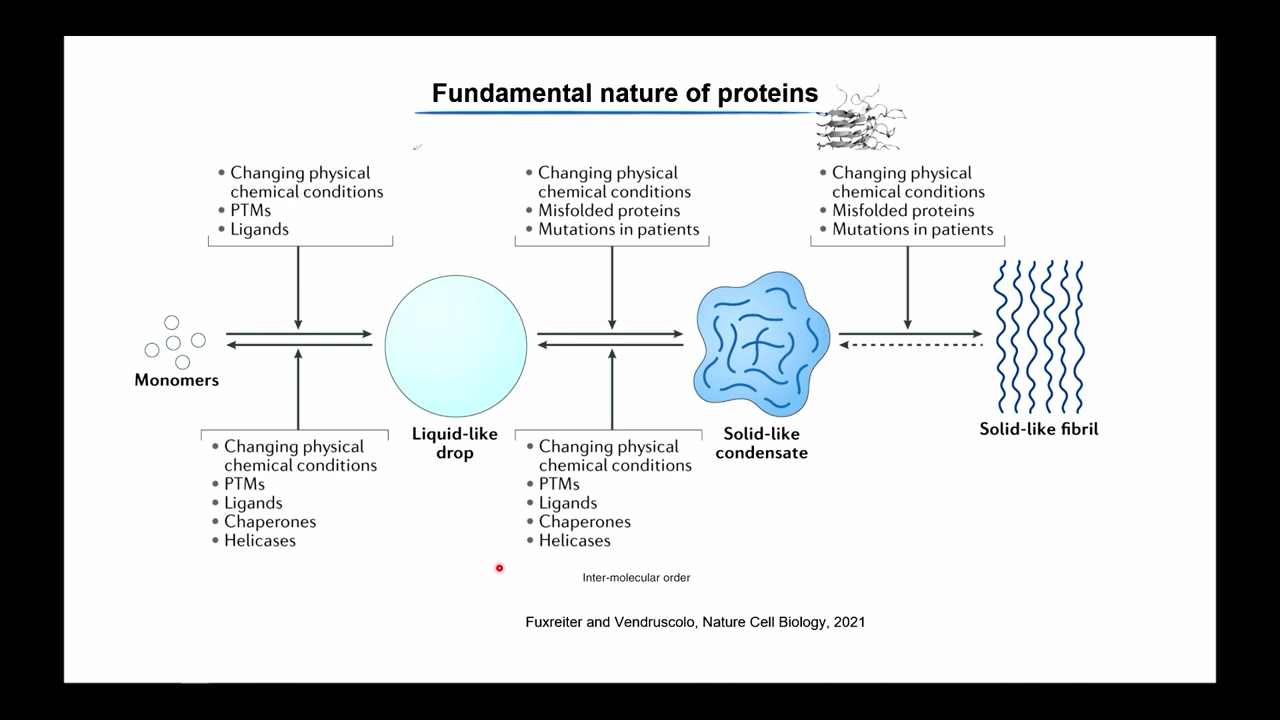 Fundamental nature of proteins
• Changing physical
chemical conditions
• PTMs
• Ligands
• Changing physical
chemical conditions
• Misfolded proteins
• Mutations in patients
• Changing physical
chemical conditions
• Misfolded proteins
• Mutations in patients
Monomers
Liquid-like
drop
Solid-like
condensate
Solid-like fibril
• Changing physical
chemical conditions
• PTMs
• Ligands
• Chaperones
• Helicases
• Changing physical
chemical conditions
• PTMs
• Ligands
• Chaperones
• Helicases
Inter-molecular order
Fuxreiter and Vendruscolo, Nature Cell Biology, 2021